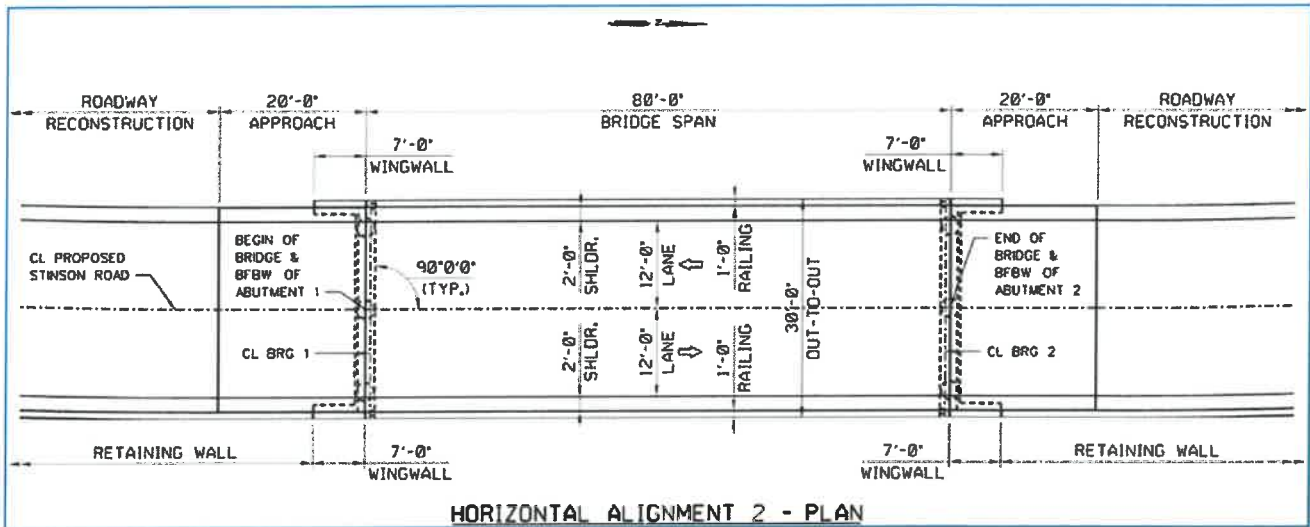 N
ROADWAY
RECONSTRUCTION
20'-0"
APPROACH
80'-0"
BRIDGE SPAN
20'-0"
APPROACH
ROADWAY
RECONSTRUCTION
7'-0"
WINGWALL
7'-0"
WINGWALL
CL PROPOSED
STINSON ROAD
BEGIN OF
BRIDGE &
BFBW OF
ABUTMENT 1
90°0'0"
(TYP.)
2'-0"
SHLDR.
12'-0"
LANE
1'-0"
RAILING
30'-0"
OUT-TO-OUT
END OF
BRIDGE &
BFBW OF
ABUTMENT 2
CL BRG 1
2'-0"
SHLDR.
12'-0"
LANE
1'-0"
RAILING
CL BRG 2
RETAINING WALL
7'-0"
WINGWALL
7'-0"
WINGWALL
RETAINING WALL
HORIZONTAL ALIGNMENT 2 - PLAN